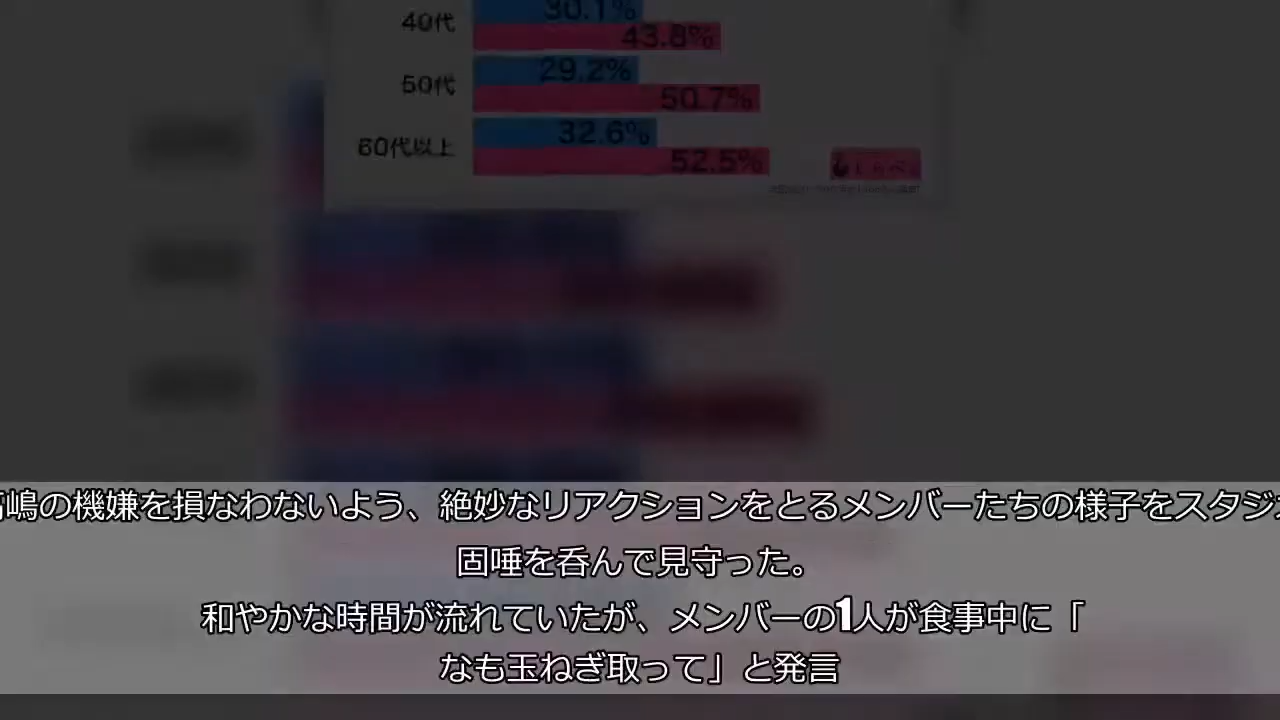 40代
30.1%
43.8%
50代
29.2%
50.7%
60代以上
32.6%
52.5%
しらべぇ
嶋の機嫌を損なわないよう、絶妙なリアクションをとるメンバーたちの様子をスタジ
固唾を呑んで見守った。
和やかな時間が流れていたが、メンバーの1人が食事中に「
なも玉ねぎ取って」と発言